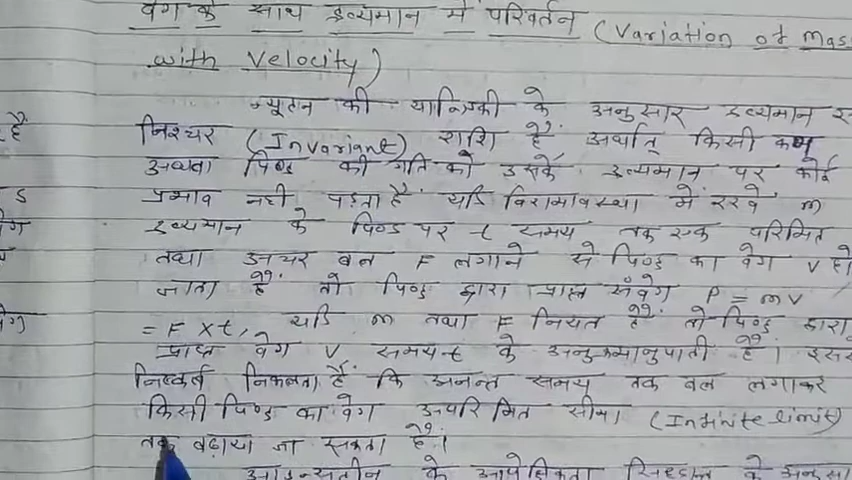 वेग के साथ द्रव्यमान में परिवर्तन (Variation of Mas
with Velocity)
न्यूटन की यान्त्रिकी के अनुसार द्रव्यमान
है निश्चर (Invariant) राशि है अर्थात् किसी कण
अथवा पिण्ड की गति का उसके द्रव्यमान पर कोई
प्रभाव नही पड़ता है यदि विरामावस्था में रखे m
द्रव्यमान के पिण्ड पर t समय तक एक परिमित
तथा अचर बल F लगाने से पिण्ड का वेग v हो
जाता है तो पिण्ड द्वारा प्राप्त संवेग P = mv
= F x t, यदि m तथा F नियत है तो पिण्ड द्वारा
प्राप्त वेग v समय t के अनुक्रमानुपाती है। इसस
निष्कर्ष निकलता है कि अनन्त समय तक बल लगाकर
किसी पिण्ड का वेग अपरिमित सीमा (Infinite limit)
तक बढ़ाया जा सकता है।
आइन्सतीन के आपेक्षिकता सिद्धान्त के अनुसा